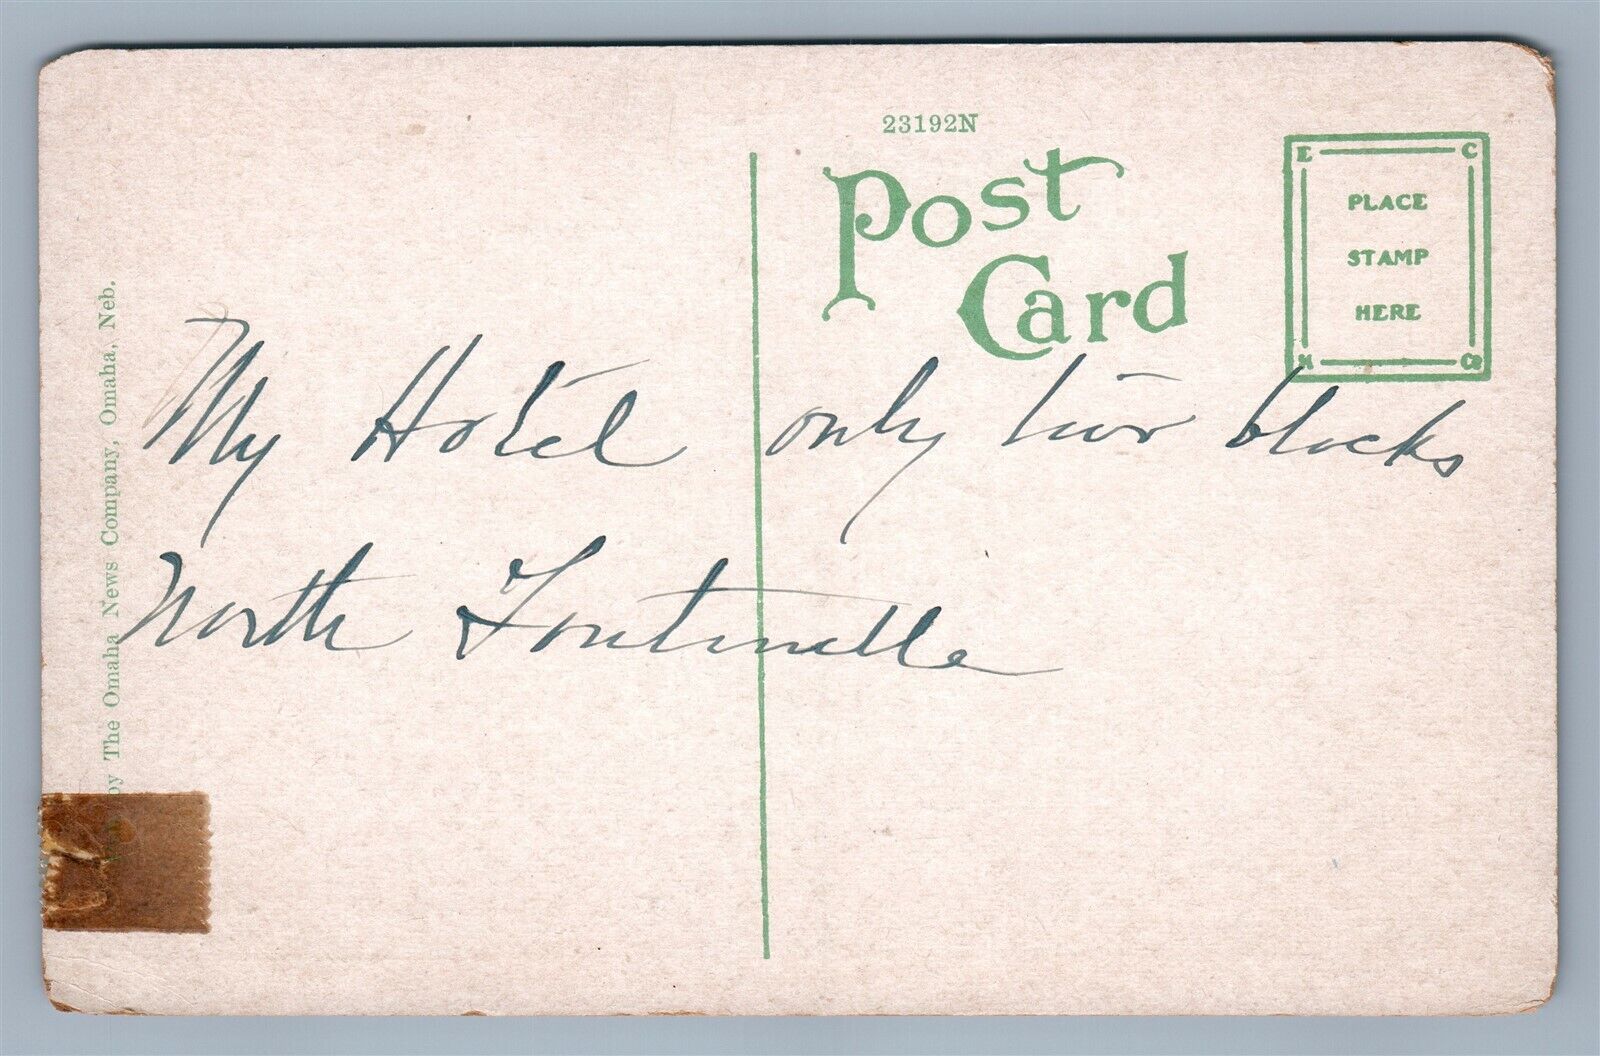 23192N
Post
Card
E C
PLACE
STAMP
HERE
M Co
My Hotel only two blocks
North Fontenelle
by The Omaha News Company, Omaha, Neb.